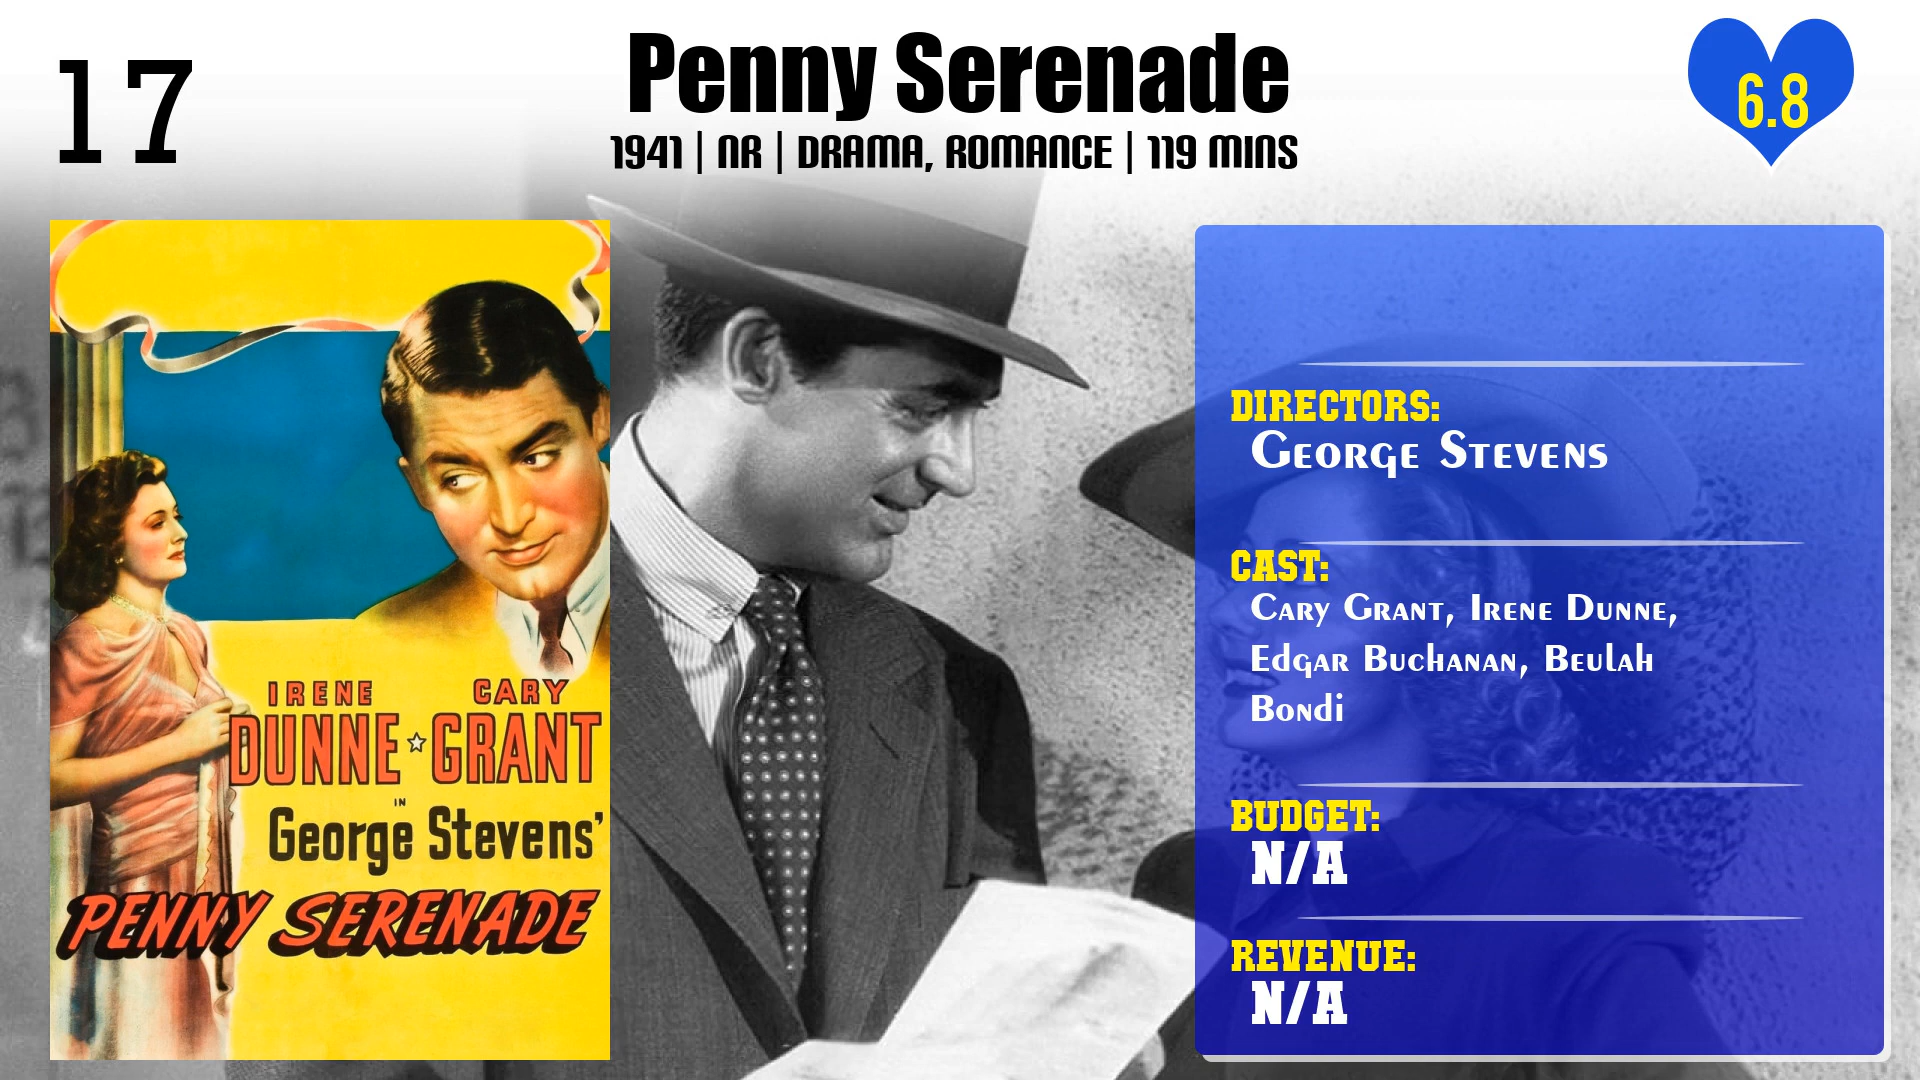 17
Penny Serenade
1941 | NR | DRAMA, ROMANCE | 119 MINS
6.8
IRENE CARY
DUNNE ☆ GRANT
IN
George Stevens'
PENNY SERENADE
DIRECTORS:
George Stevens
CAST:
Cary Grant, Irene Dunne,
Edgar Buchanan, Beulah
Bondi
BUDGET:
N/A
REVENUE:
N/A